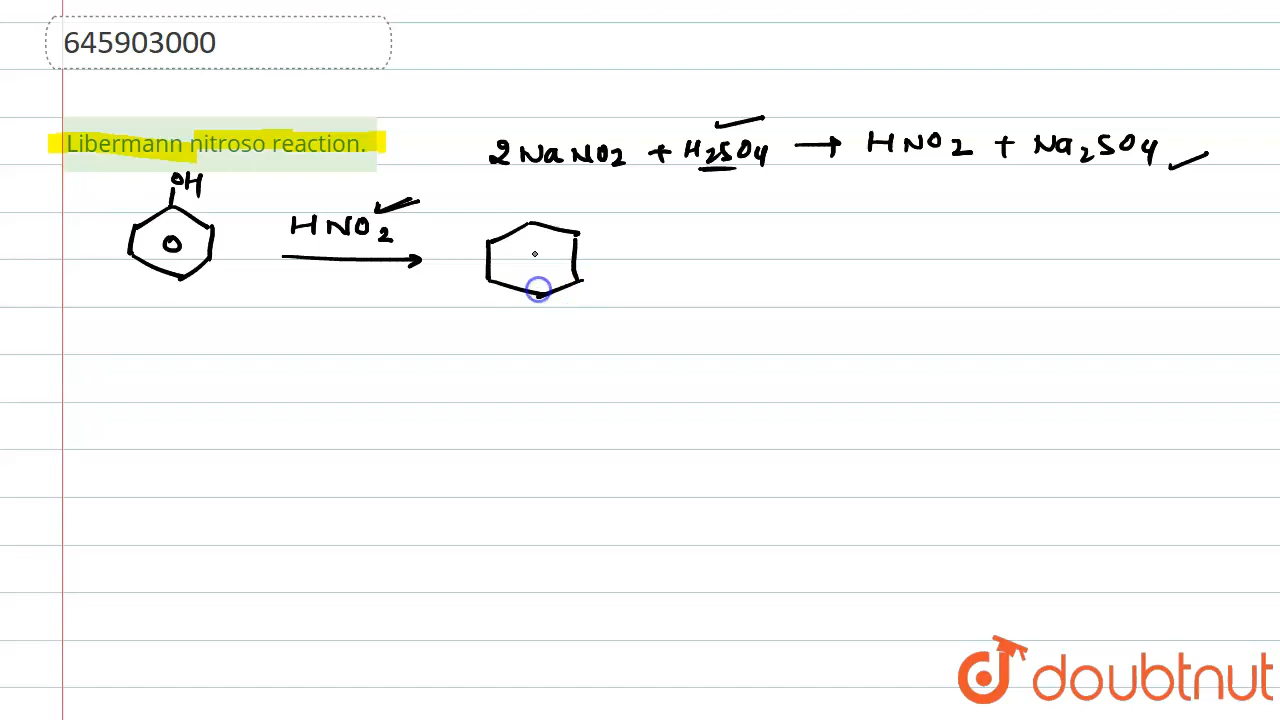 645903000
Libermann nitroso reaction.
2NaNO2 + H2SO4 → HNO2 + Na2SO4
OH
HNO2
doubtnut